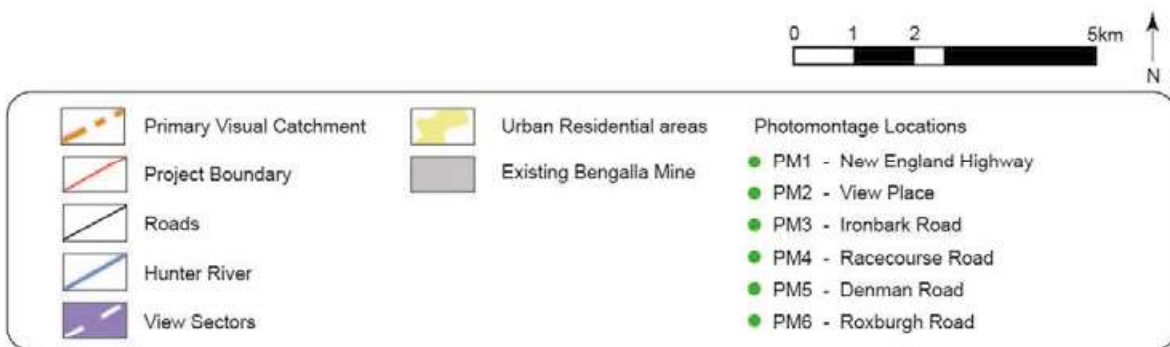 0 1 2 5km
N
Primary Visual Catchment
Project Boundary
Roads
Hunter River
View Sectors
Urban Residential areas
Existing Bengalla Mine
Photomontage Locations
PM1 - New England Highway
PM2 - View Place
PM3 - Ironbark Road
PM4 - Racecourse Road
PM5 - Denman Road
PM6 - Roxburgh Road